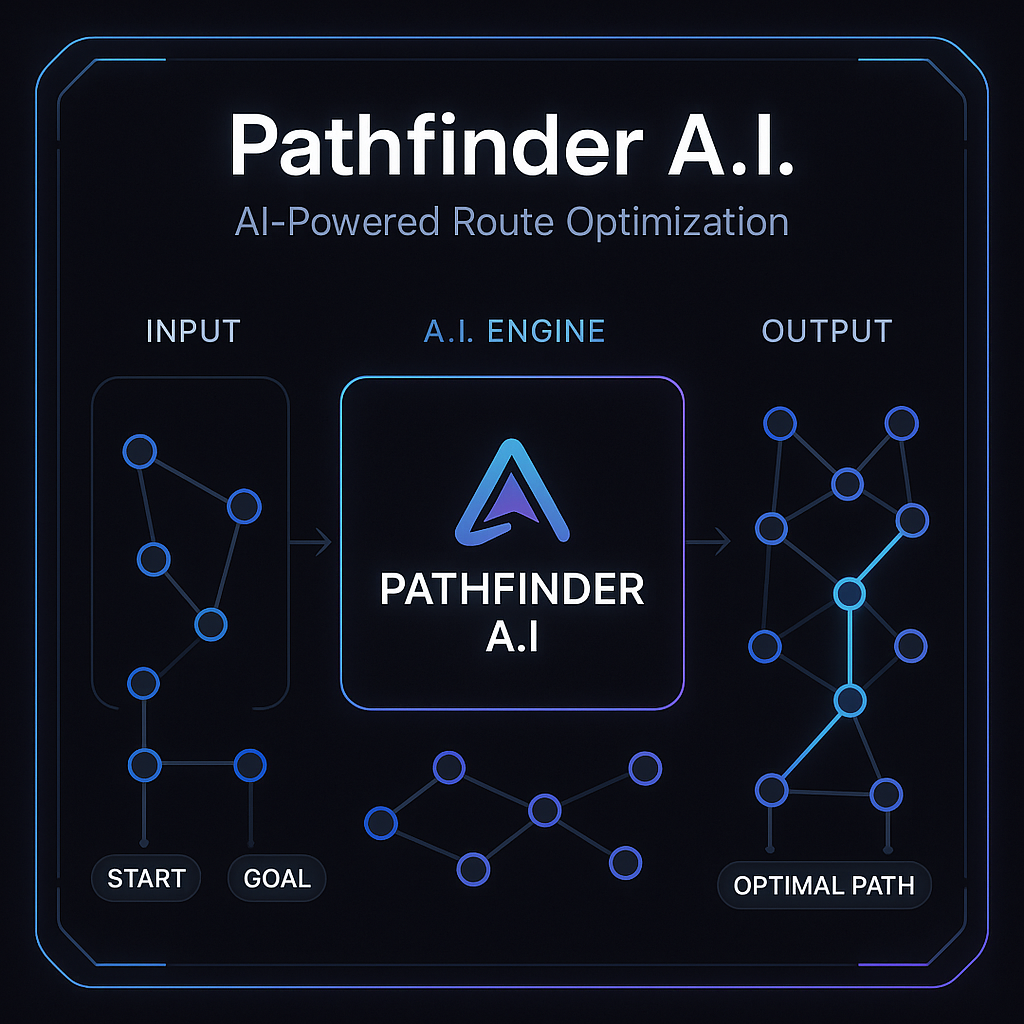 Pathfinder A.I.
AI-Powered Route Optimization
INPUT
A.I. ENGINE
OUTPUT
PATHFINDER
A.I
START
GOAL
OPTIMAL PATH